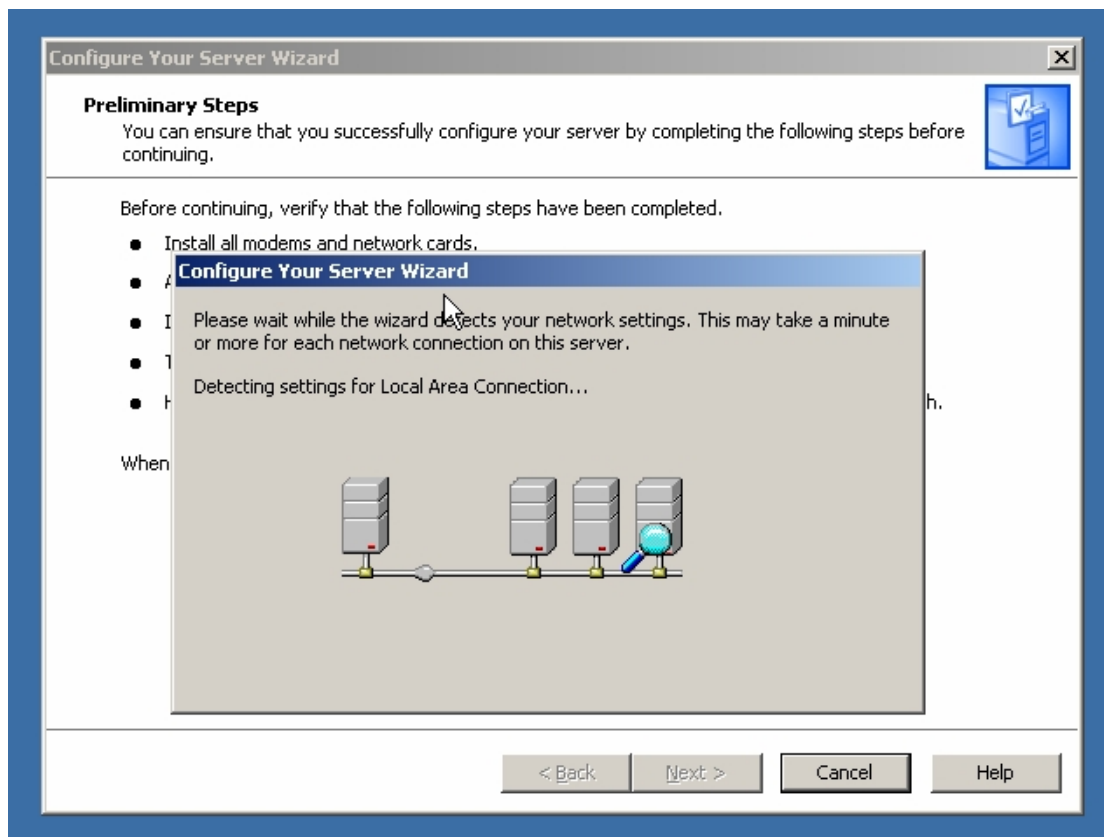 Configure Your Server Wizard
Preliminary Steps
You can ensure that you successfully configure your server by completing the following steps before
continuing.
Before continuing, verify that the following steps have been completed.
Install all modems and network cards.
Configure Your Server Wizard
Please wait while the wizard detects your network settings. This may take a minute
or more for each network connection on this server.
Detecting settings for Local Area Connection...
h.
When
< Back
Next >
Cancel
Help